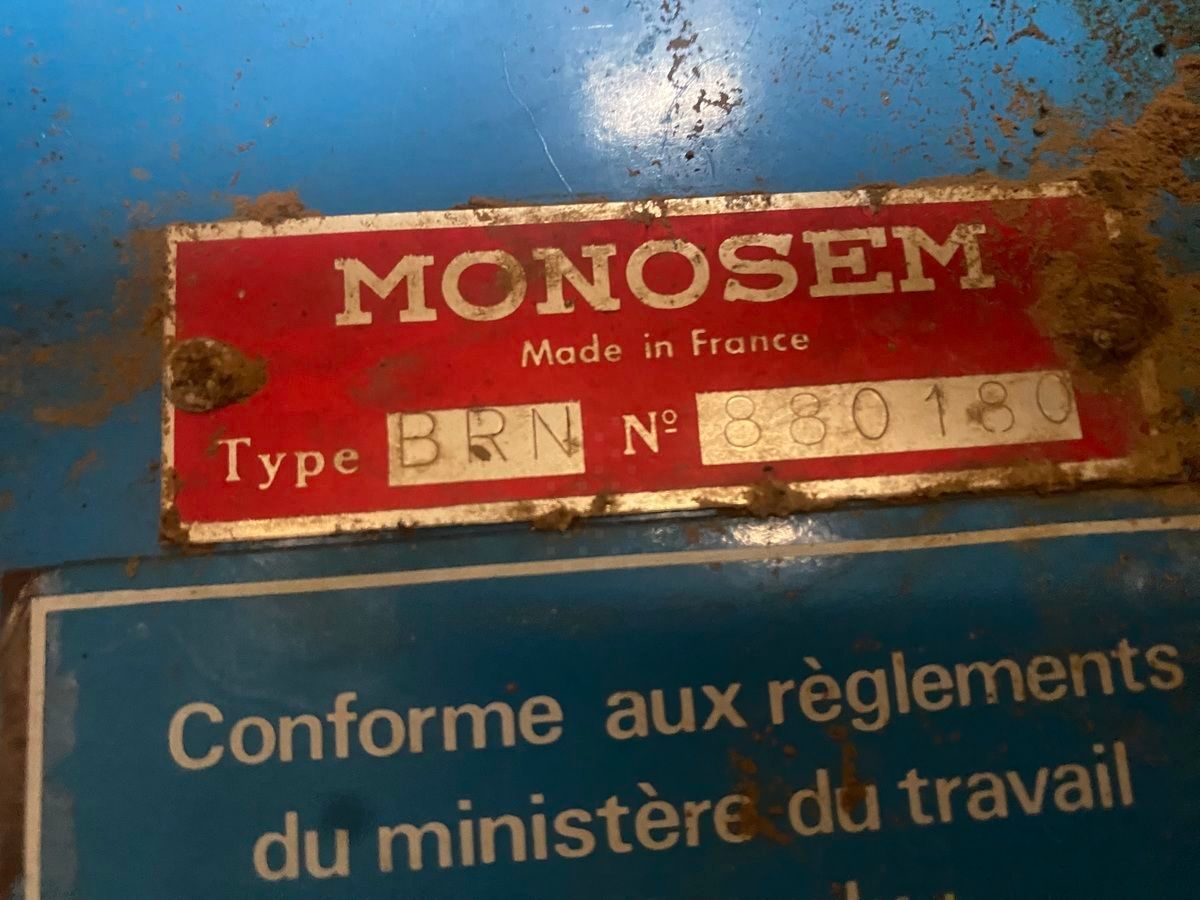 MONOSEM
Made in France
Type BRN Nº 880180
Conforme aux règlements
du ministère du travail